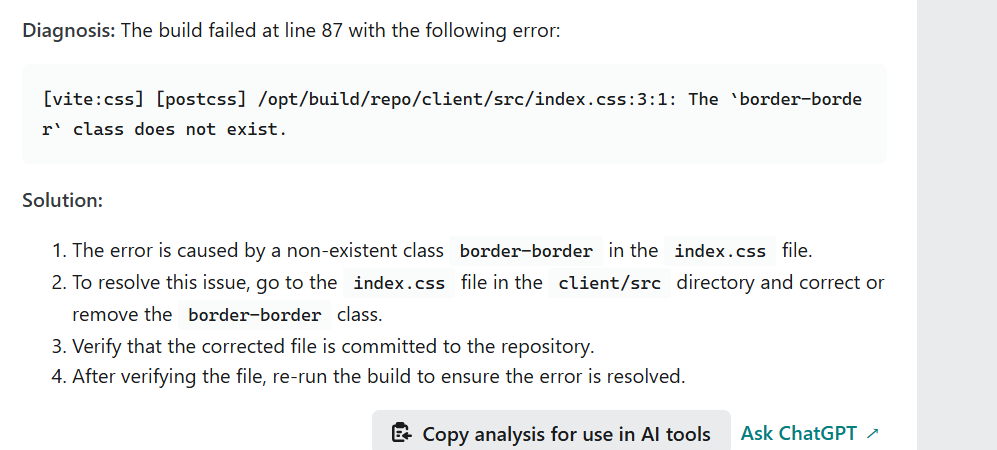 Diagnosis: The build failed at line 87 with the following error:
[vite:css] [postcss] /opt/build/repo/client/src/index.css:3:1: The `border-borde
r` class does not exist.
Solution:
1. The error is caused by a non-existent class border-border in the index.css file.
2. To resolve this issue, go to the index.css file in the client/src directory and correct or
remove the border-border class.
3. Verify that the corrected file is committed to the repository.
4. After verifying the file, re-run the build to ensure the error is resolved.
Copy analysis for use in AI tools Ask ChatGPT ↗